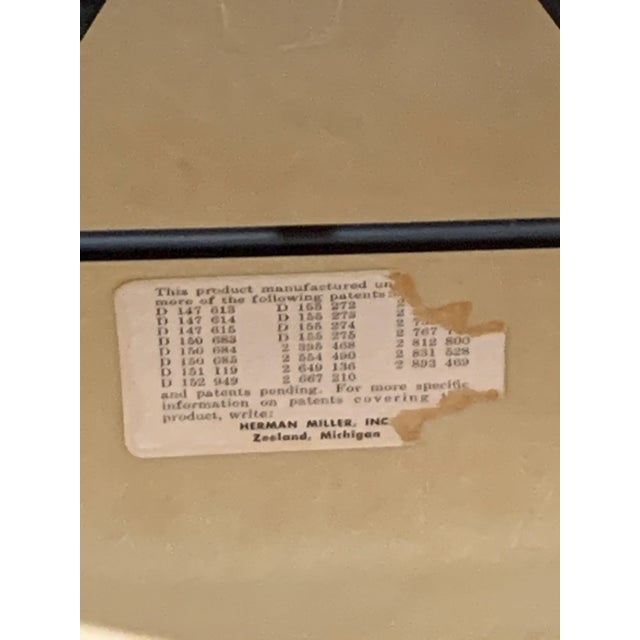 This product manufactured un
more of the following patents
D 147 613 D 155 272 2
D 147 614 D 155 273 2
D 147 615 D 155 274 2 767
D 150 683 D 155 275 2 812 800
D 150 684 2 395 468 2 831 528
D 150 685 2 554 490 2 893 469
D 151 119 2 649 136
D 152 949 2 667 210
and patents pending. For more specific
information on patents covering
product, write:
HERMAN MILLER, INC
Zeeland, Michigan